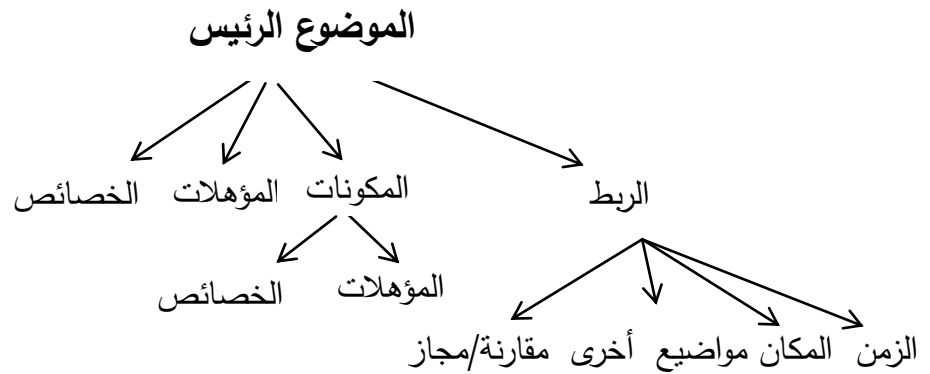 الموضوع الرئيس
الربط
المكونات
المؤهلات
الخصائص
المؤهلات
الخصائص
الزمن
المكان
مواضيع أخرى
مقارنة/مجاز